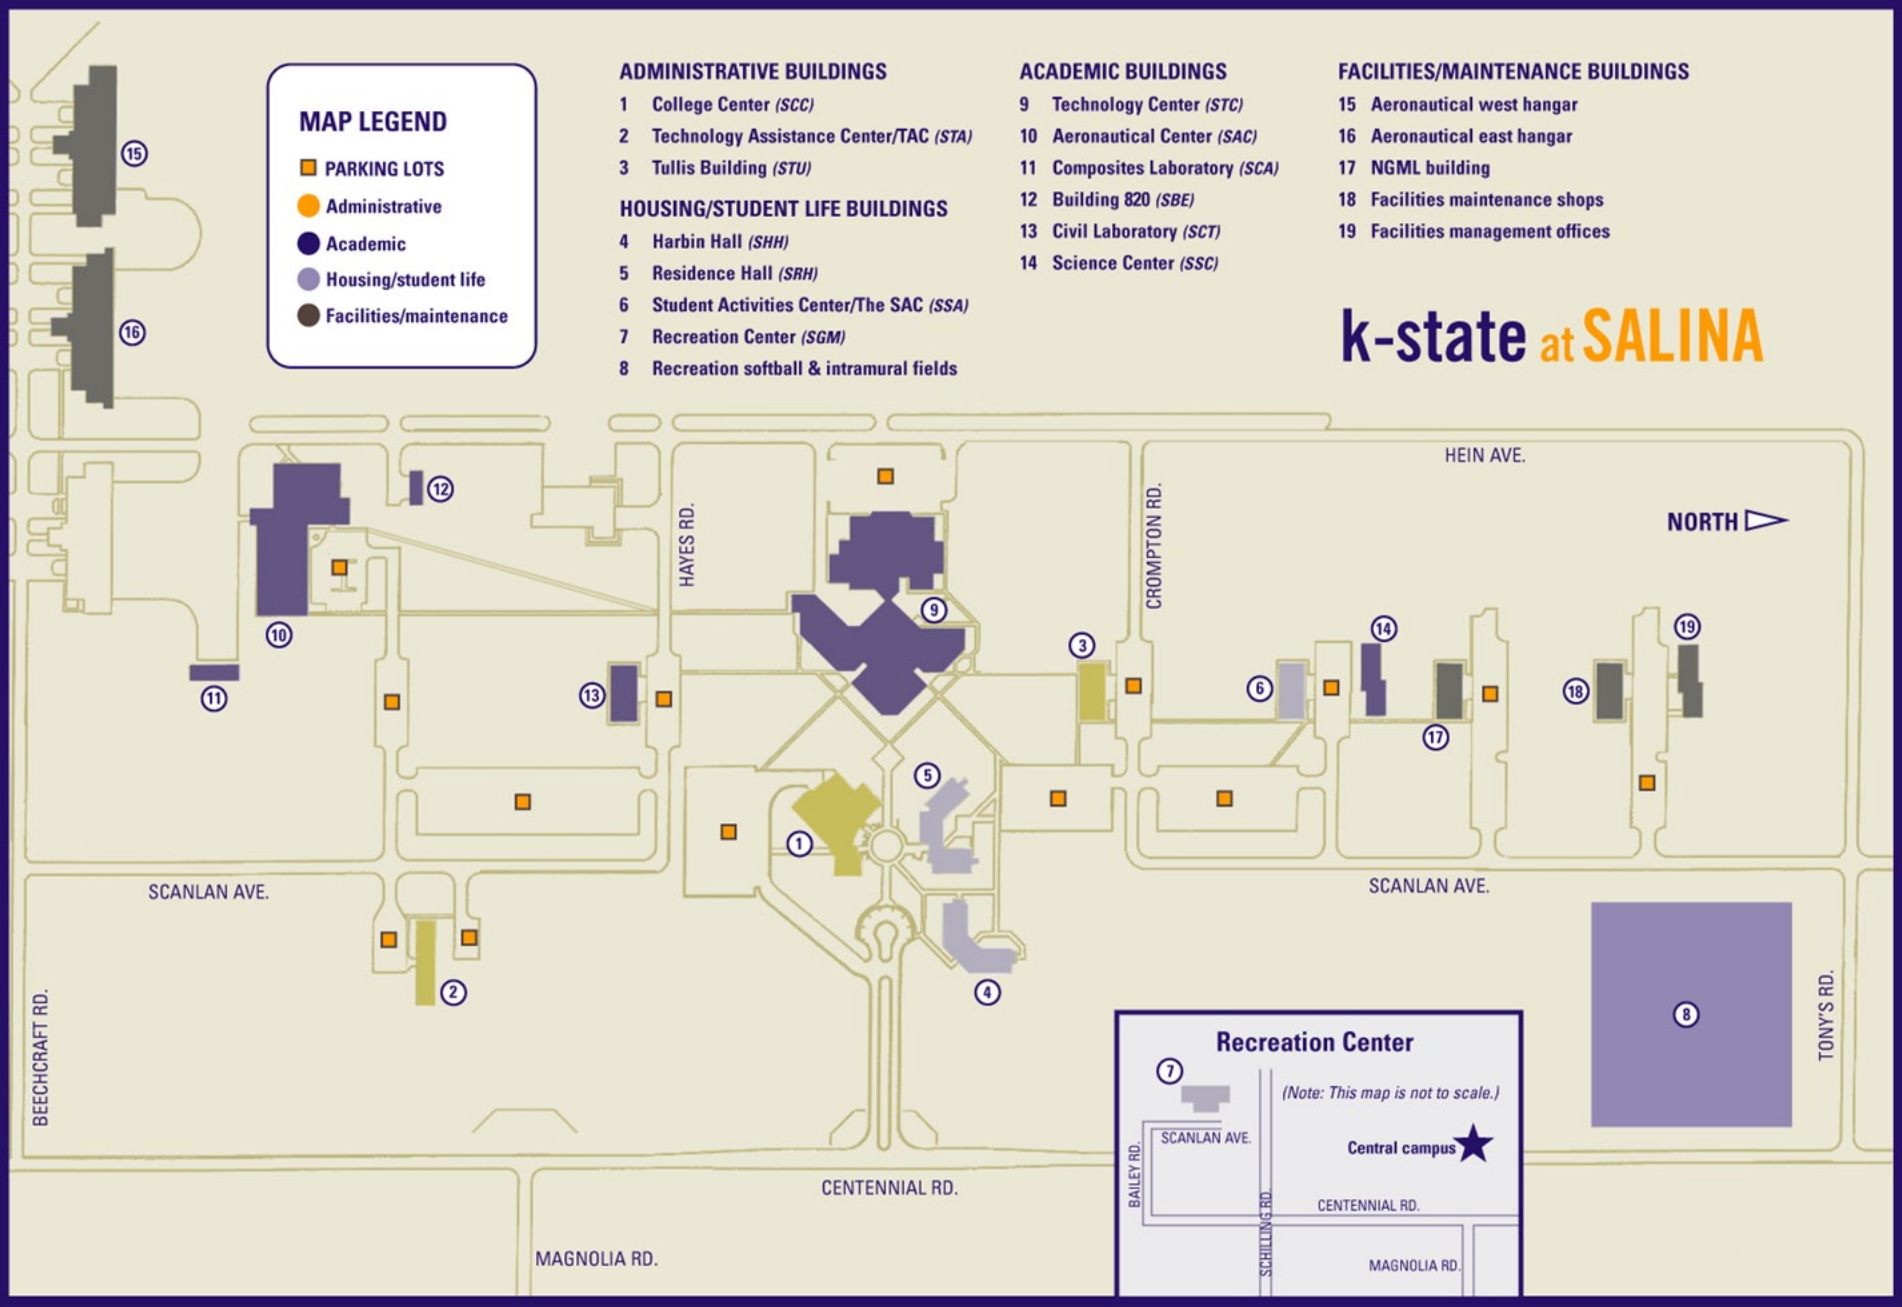 MAP LEGEND
PARKING LOTS
Administrative
Academic
Housing/student life
Facilities/maintenance
ADMINISTRATIVE BUILDINGS
1 College Center (SCC)
2 Technology Assistance Center/TAC (STA)
3 Tullis Building (STU)
HOUSING/STUDENT LIFE BUILDINGS
4 Harbin Hall (SHH)
5 Residence Hall (SRH)
6 Student Activities Center/The SAC (SSA)
7 Recreation Center (SGM)
8 Recreation softball & intramural fields
ACADEMIC BUILDINGS
9 Technology Center (STC)
10 Aeronautical Center (SAC)
11 Composites Laboratory (SCA)
12 Building 820 (SBE)
13 Civil Laboratory (SCT)
14 Science Center (SSC)
FACILITIES/MAINTENANCE BUILDINGS
15 Aeronautical west hangar
16 Aeronautical east hangar
17 NGML building
18 Facilities maintenance shops
19 Facilities management offices
k-state at SALINA
15
16
HEIN AVE.
12
HAYES RD.
CROMPTON RD.
NORTH
9
10
3
14
19
11
13
6
18
17
5
1
SCANLAN AVE.
SCANLAN AVE.
2
4
8
BEECHCRAFT RD.
TONY'S RD.
CENTENNIAL RD.
MAGNOLIA RD.
Recreation Center
7
(Note: This map is not to scale.)
SCANLAN AVE.
Central campus
BAILEY RD.
SCHILLING RD.
CENTENNIAL RD.
MAGNOLIA RD.